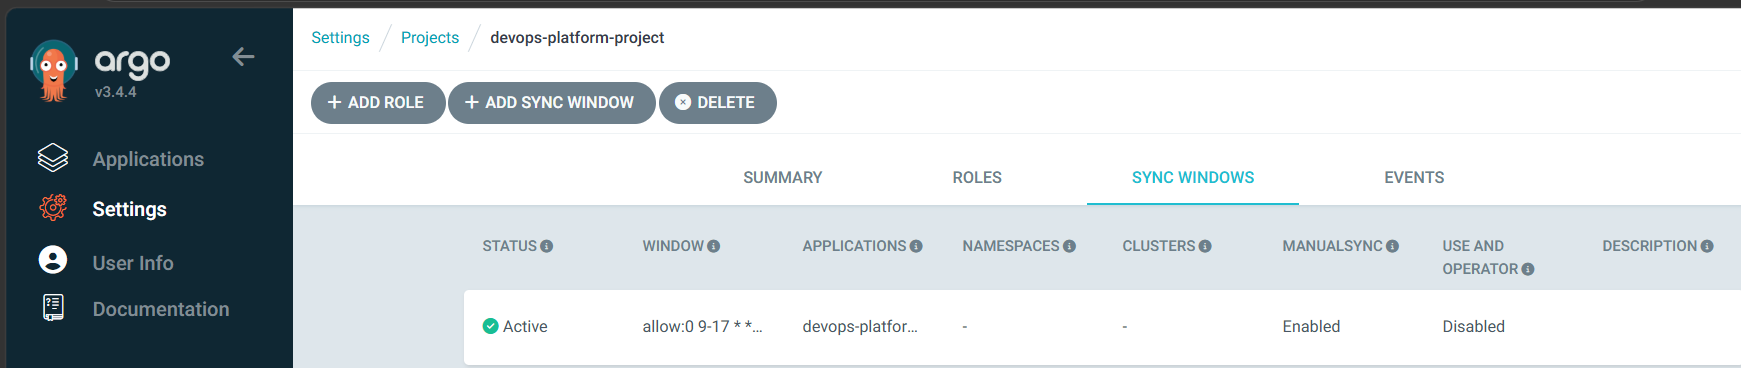 argo
v3.4.4
Applications
Settings
User Info
Documentation
Settings / Projects / devops-platform-project
+ ADD ROLE + ADD SYNC WINDOW DELETE
SUMMARY ROLES SYNC WINDOWS EVENTS
STATUS WINDOW APPLICATIONS NAMESPACES CLUSTERS MANUALSYNC USE AND OPERATOR DESCRIPTION
Active allow:0 9-17 * *... devops-platfor... - - Enabled Disabled